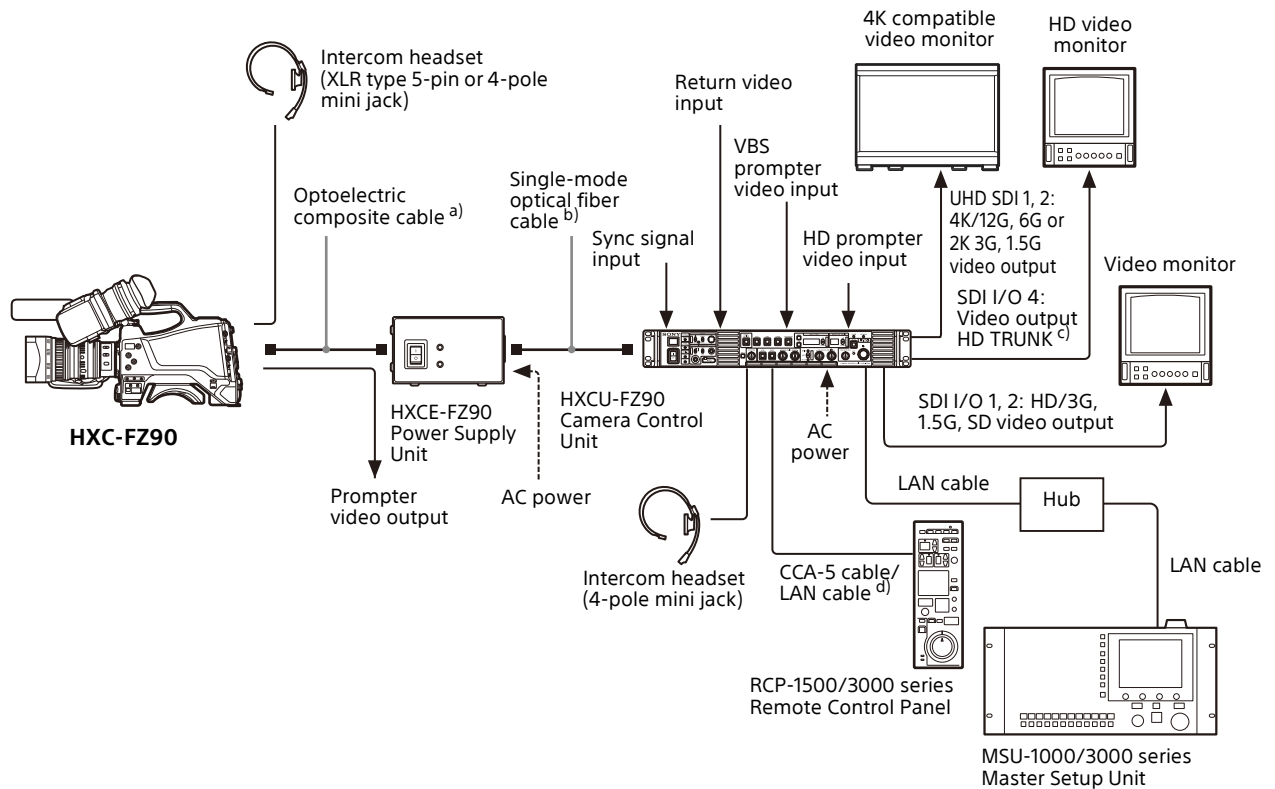 4K compatible
video monitor
HD video
monitor
Intercom headset
(XLR type 5-pin or 4-pole
mini jack)
Return video
input
VBS
prompter
video input
Single-mode
optical fiber
cable b)
Optoelectric
composite cable a)
Sync signal
input
HD prompter
video input
UHD SDI 1, 2:
4K/12G, 6G or
2K 3G, 1.5G
video output
Video monitor
SDI I/O 4:
Video output
HD TRUNK c)
SONY
HXC-FZ90
HXCE-FZ90
Power Supply
Unit
HXCU-FZ90
Camera Control
Unit
AC
power
SDI I/O 1, 2: HD/3G,
1.5G, SD video output
Prompter
video output
AC power
LAN cable
Hub
LAN cable
Intercom headset
(4-pole mini jack)
CCA-5 cable/
LAN cable d)
RCP-1500/3000 series
Remote Control Panel
MSU-1000/3000 series
Master Setup Unit